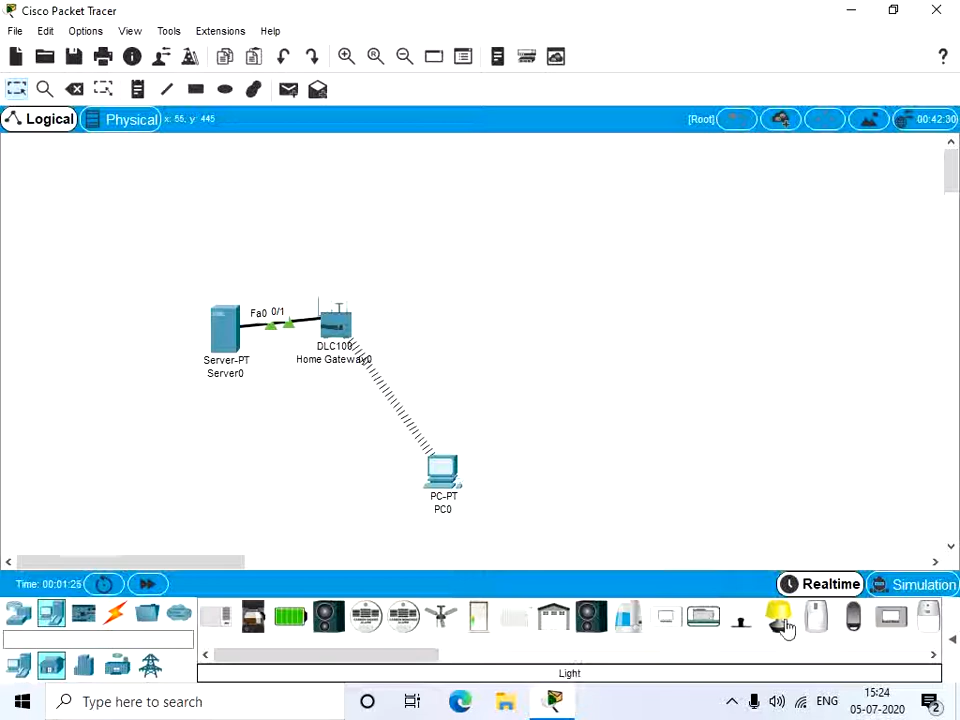 Cisco Packet Tracer
File Edit Options View Tools Extensions Help
?
Logical Physical x: 55, y: 445 [Root] 00:42:30
Fa0 0/1
DLC100
Home Gateway0
Server-PT
Server0
PC-PT
PC0
Time: 00:01:25 Realtime Simulation
Light
Type here to search
ENG
15:24
05-07-2020
2